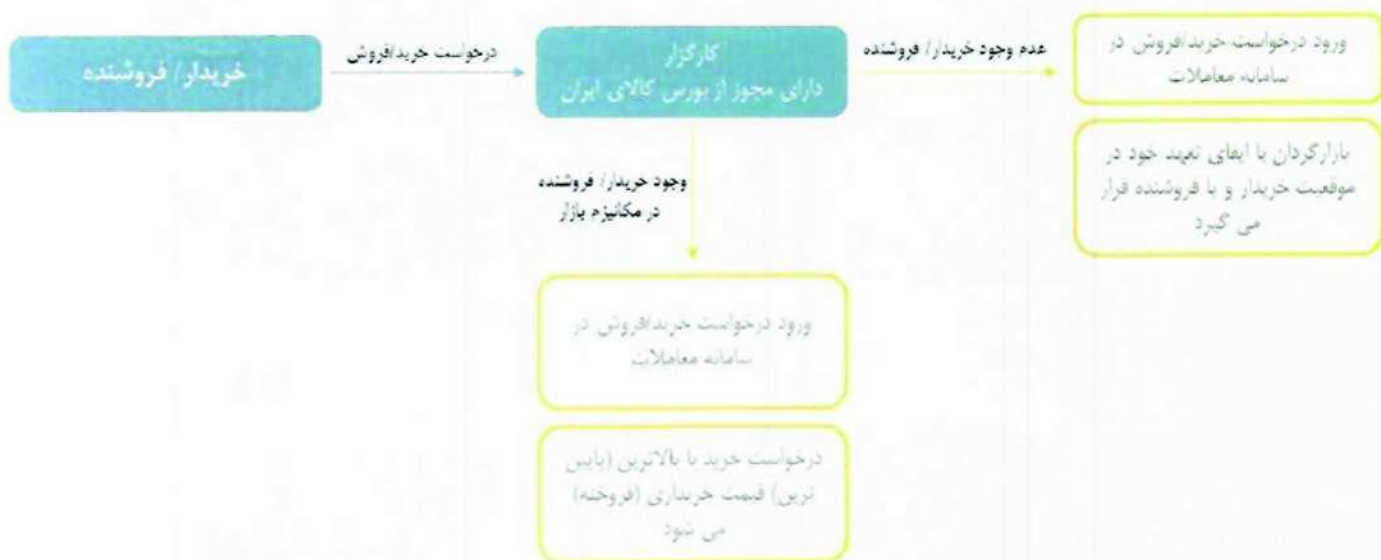 خریدار/ فروشنده
درخواست خرید/فروش
کارگزار
دارای مجوز از بورس کالای ایران
عدم وجود خریدار/ فروشنده
ورود درخواست خرید/فروش در
سامانه معاملات
بازارگردان با ایفای تعهد خود در
موقعیت خریدار و یا فروشنده قرار
می گیرد
وجود خریدار/ فروشنده
در مکانیزم بازار
ورود درخواست خرید/فروش در
سامانه معاملات
درخواست خرید با بالاترین (پایین
ترین) قیمت خریداری (فروخته)
می شود